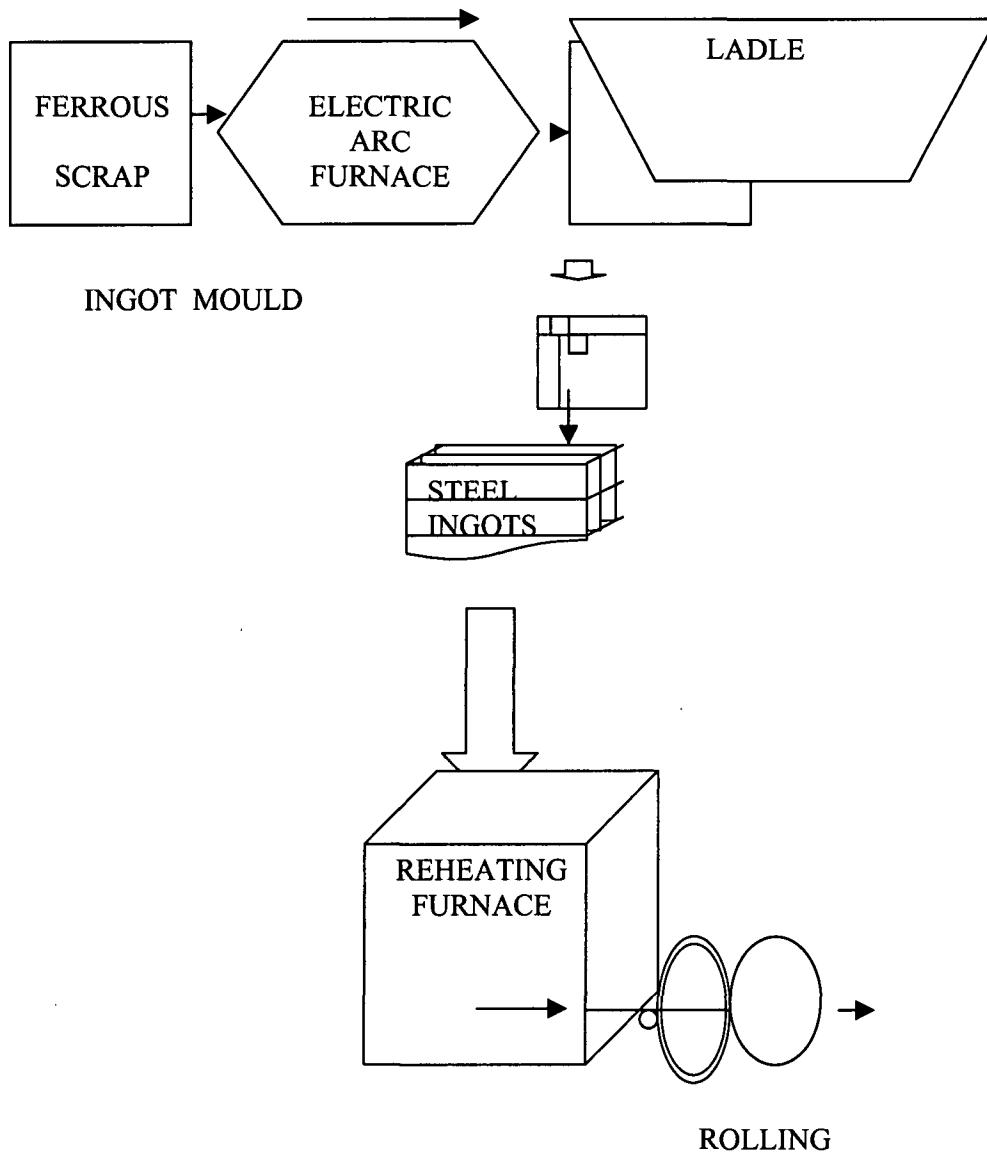 FERROUS
SCRAP
ELECTRIC
ARC
FURNACE
LADLE
INGOT MOULD
STEEL
INGOTS
REHEATING
FURNACE
ROLLING